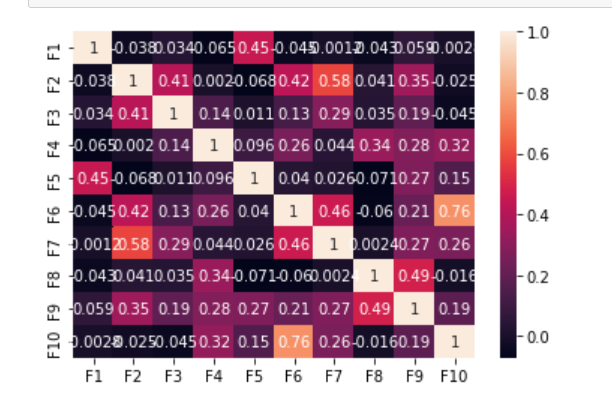 1.0
F1 1 -0.038 0.034 -0.065 0.45 -0.045 -0.0012 -0.043 0.059 -0.002
F2 -0.038 1 0.41 0.002 -0.068 0.42 0.58 0.041 0.35 -0.025
0.8
F3 0.034 0.41 1 0.14 0.011 0.13 0.29 0.035 0.19 -0.045
F4 -0.065 0.002 0.14 1 0.096 0.26 0.044 0.34 0.28 0.32
0.6
F5 0.45 -0.068 0.011 0.096 1 0.04 0.026 -0.071 0.27 0.15
F6 -0.045 0.42 0.13 0.26 0.04 1 0.46 -0.06 0.21 0.76
0.4
F7 0.0012 0.58 0.29 0.044 0.026 0.46 1 0.0024 0.27 0.26
F8 -0.043 0.041 0.035 0.34 -0.071 -0.06 0.0024 1 0.49 -0.016
0.2
F9 0.059 0.35 0.19 0.28 0.27 0.21 0.27 0.49 1 0.19
F10 0.0028 -0.025 -0.045 0.32 0.15 0.76 0.26 -0.016 0.19 1
0.0
F1 F2 F3 F4 F5 F6 F7 F8 F9 F10